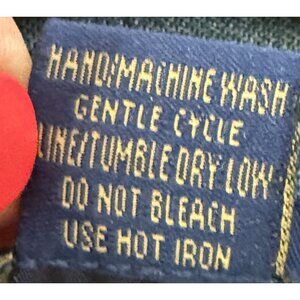 HAND/MACHINE WASH
GENTLE CYCLE
LINE/TUMBLE DRY LOW
DO NOT BLEACH
USE HOT IRON